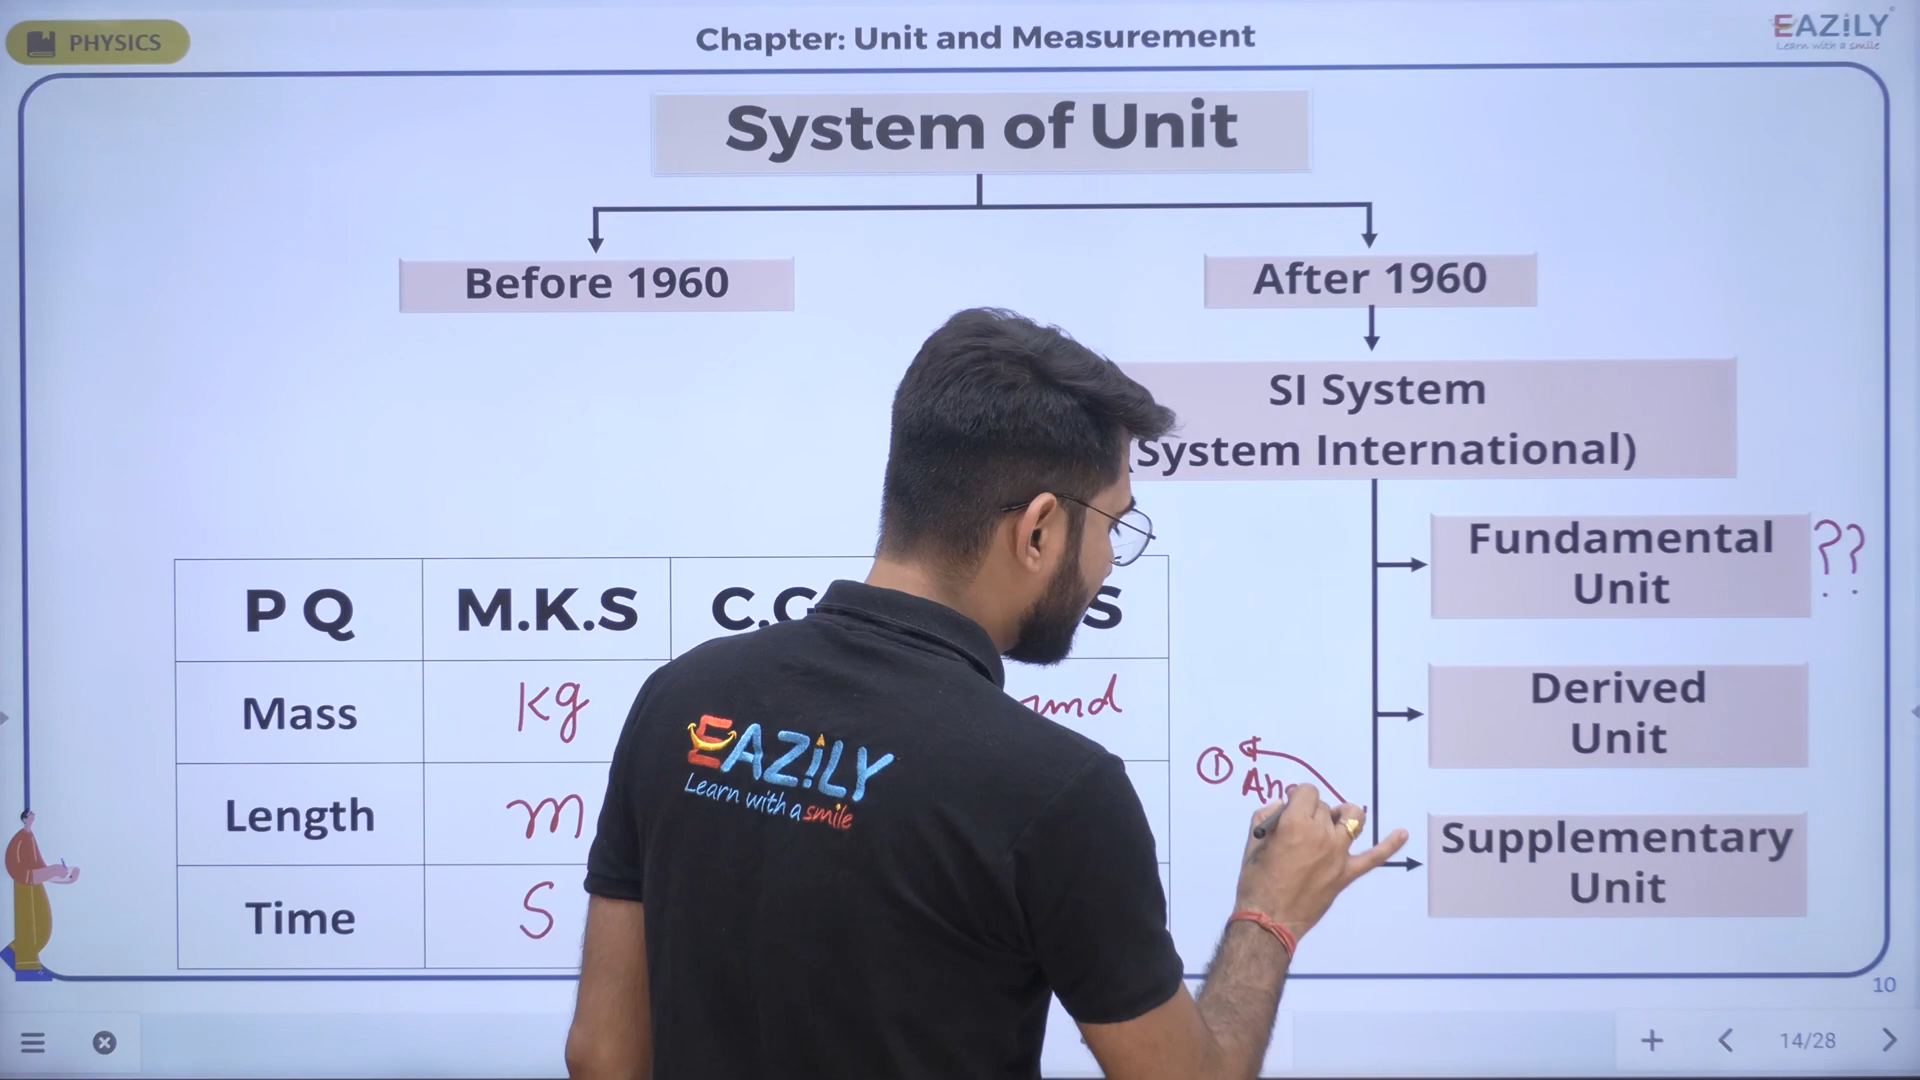 PHYSICS
Chapter: Unit and Measurement
EAZiLY
Learn with a smile
System of Unit
Before 1960
After 1960
SI System
(System International)
Fundamental
Unit
??
Derived
Unit
Supplementary
Unit
P Q
M.K.S
Mass
Kg
Length
m
Time
S
①
EAZiLY
Learn with a smile
10
14/28